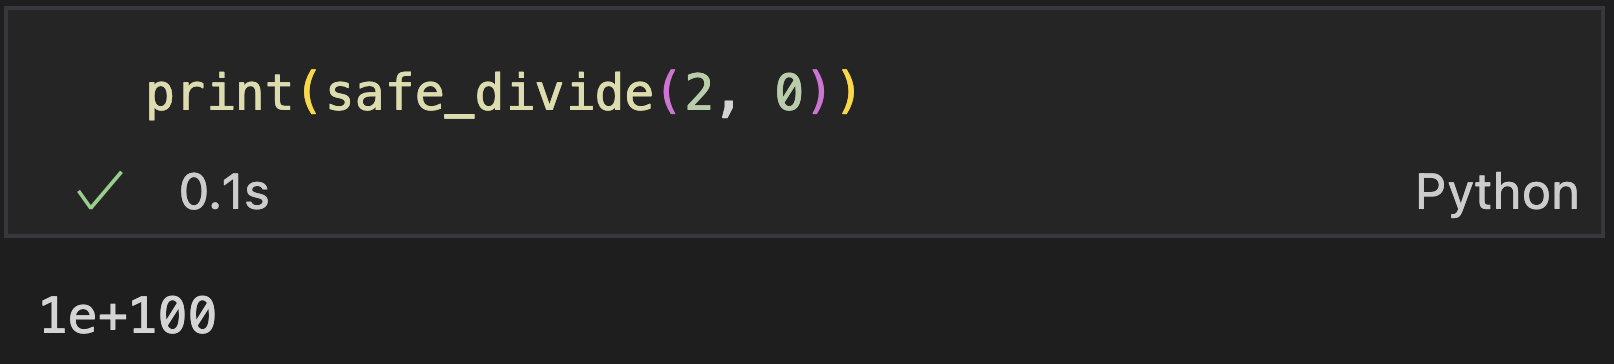 print(safe_divide(2, 0))
0.1s
Python
1e+100